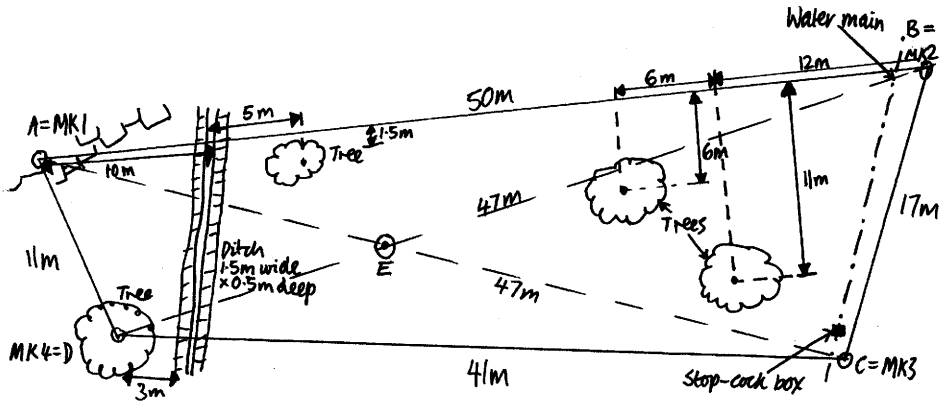 Water main
B=
MK2
12m
6m
50m
5m
A=MK1
1.5m
Tree
10m
6m
11m
47m
17m
Trees
11m
Ditch
1.5m wide
×0.5m deep
E
47m
Tree
MK4=D
3m
41m
Stop-cock box
C=MK3